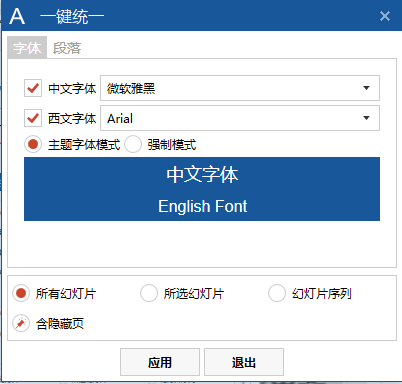 A 一键统一
字体 段落
中文字体 微软雅黑
西文字体 Arial
主题字体模式 强制模式
中文字体
English Font
所有幻灯片 所选幻灯片 幻灯片序列
含隐藏页
应用 退出